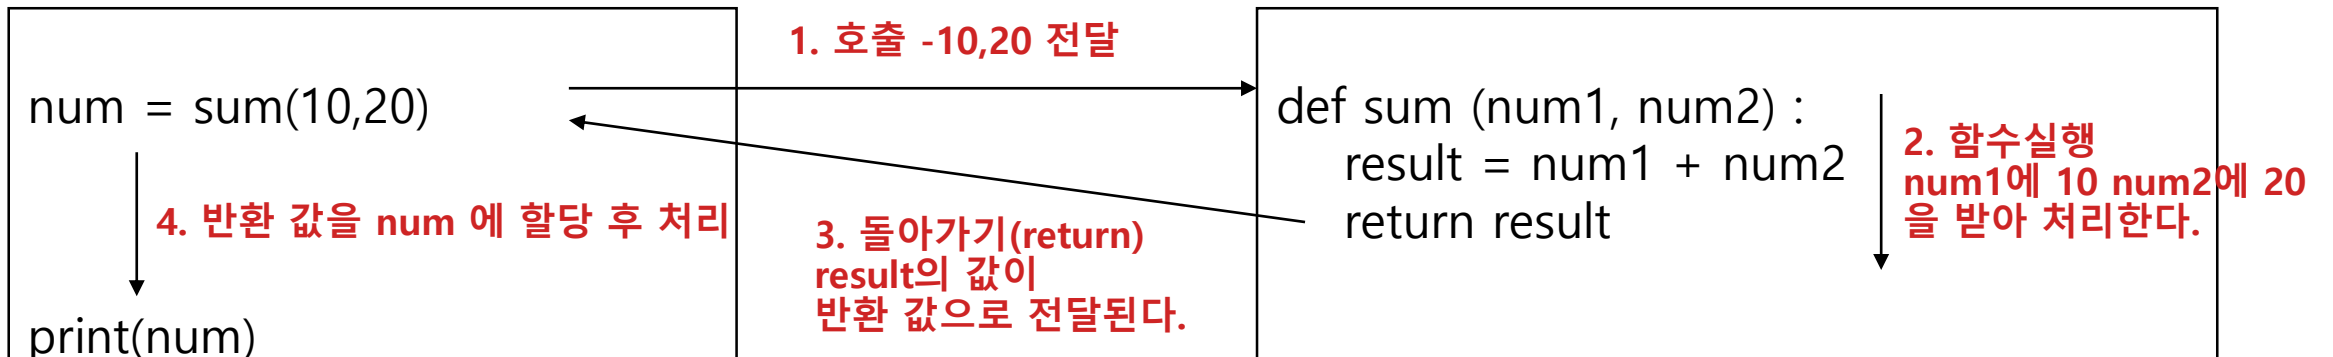 num = sum(10,20)
4. 반환 값을 num 에 할당 후 처리
print(num)
1. 호출 -10,20 전달
3. 돌아가기(return)
result의 값이
반환 값으로 전달된다.
def sum (num1, num2) :
result = num1 + num2
return result
2. 함수실행
num1에 10 num2에 20
을 받아 처리한다.